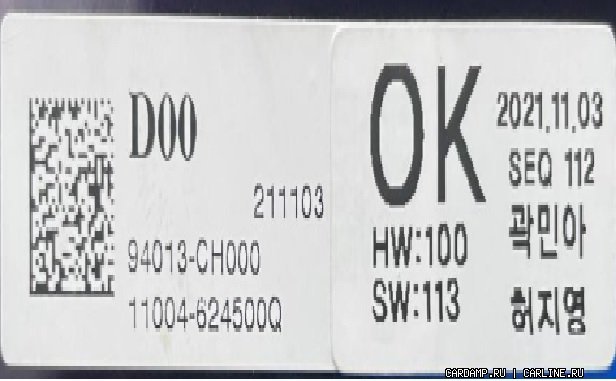 D00
211103
94013-CH000
11004-624500Q
OK
HW:100
SW:113
2021.11.03
SEQ 112
곽민아
허지영
CARDAMP.RU | CARLINE.RU